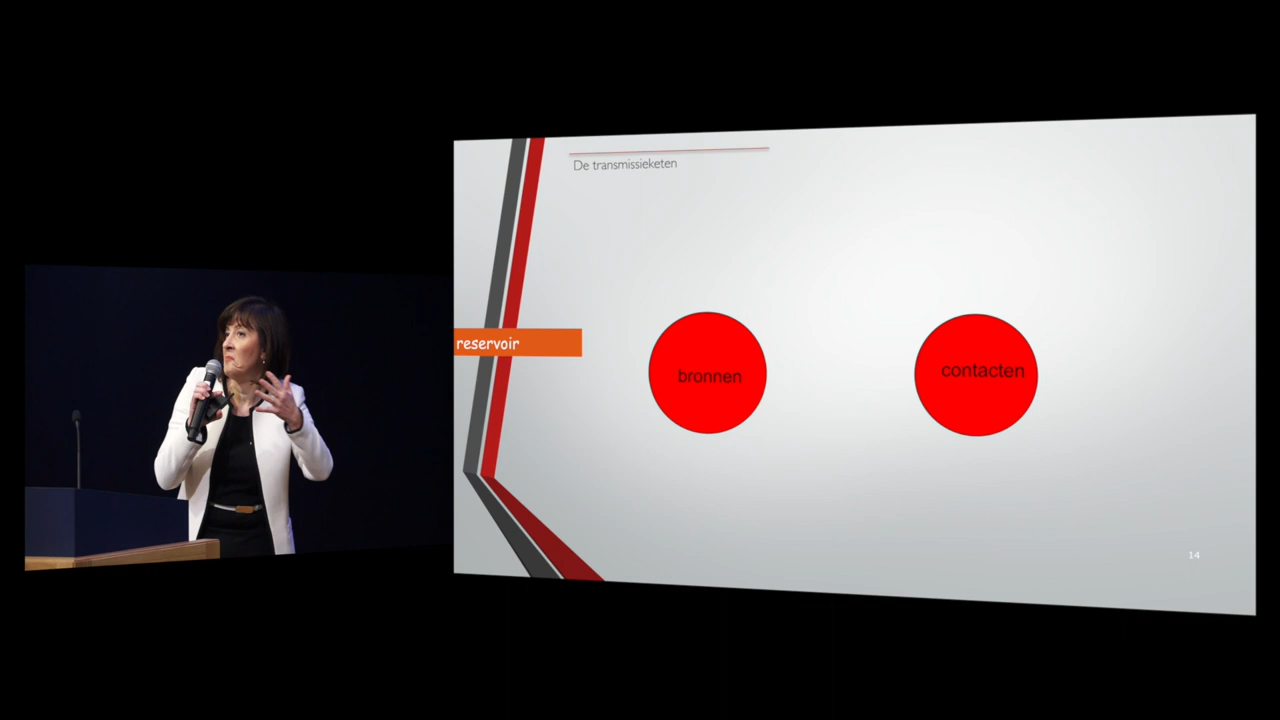 De transmissieketen
reservoir
bronnen
contacten
14